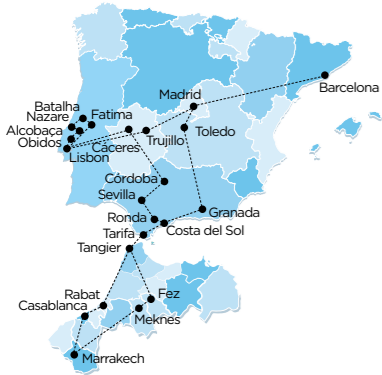 Madrid
Barcelona
Batalha
Nazare
Fatima
Alcobaça
Obidos
Lisbon
Cáceres
Trujillo
Toledo
Córdoba
Sevilla
Ronda
Granada
Costa del Sol
Tarifa
Tangier
Rabat
Casablanca
Fez
Meknes
Marrakech